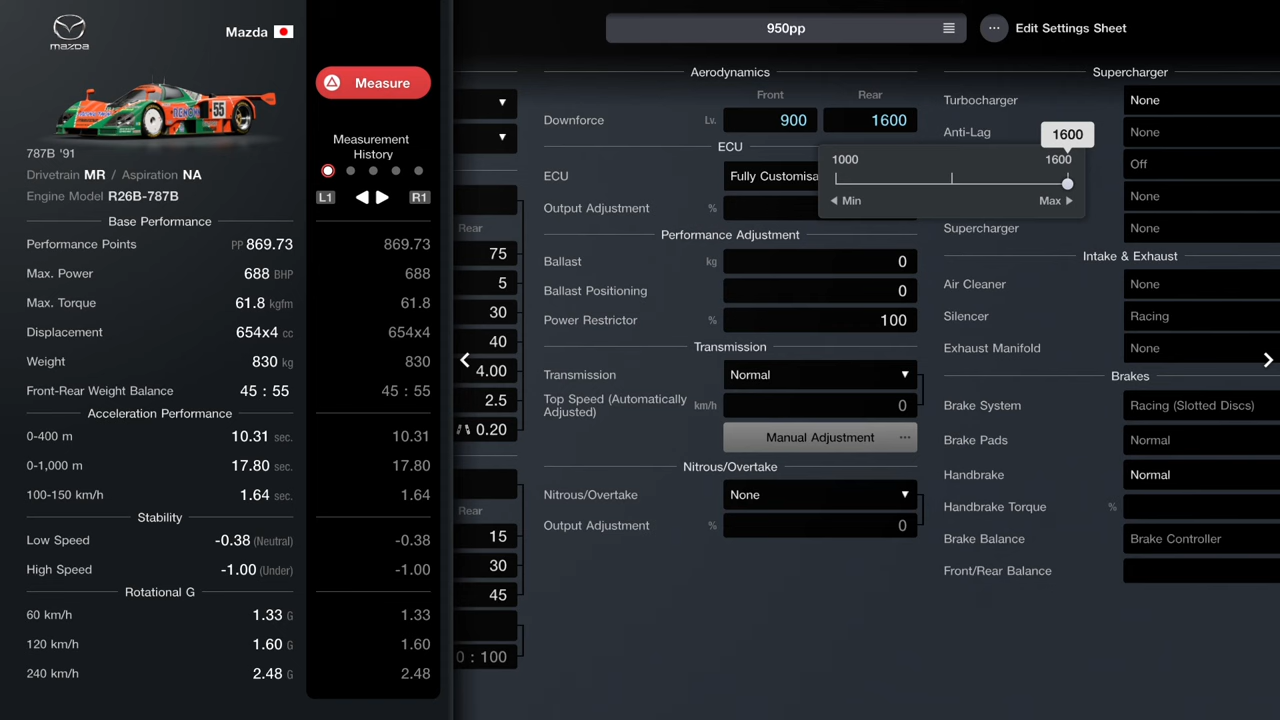 mazda
Mazda
787B '91
Drivetrain MR / Aspiration NA
Engine Model R26B-787B
Base Performance
Performance Points PP 869.73
Max. Power 688 BHP
Max. Torque 61.8 kgfm
Displacement 654x4 cc
Weight 830 kg
Front-Rear Weight Balance 45 : 55
Acceleration Performance
0-400 m 10.31 sec.
0-1,000 m 17.80 sec.
100-150 km/h 1.64 sec.
Stability
Low Speed -0.38 (Neutral)
High Speed -1.00 (Under)
Rotational G
60 km/h 1.33 G
120 km/h 1.60 G
240 km/h 2.48 G
Measure
Measurement
History
L1 R1
869.73
688
61.8
654x4
830
45 : 55
10.31
17.80
1.64
-0.38
-1.00
1.33
1.60
2.48
Rear
75
5
30
40
4.00
2.5
0.20
Rear
15
30
45
0 : 100
950pp
Edit Settings Sheet
Aerodynamics
Front Rear
Downforce Lv. 900 1600
ECU
ECU Fully Customisa
Output Adjustment %
1600
1000 1600
Min Max
Performance Adjustment
Ballast kg 0
Ballast Positioning 0
Power Restrictor % 100
Transmission
Transmission Normal
Top Speed (Automatically
Adjusted) km/h 0
Manual Adjustment
Nitrous/Overtake
Nitrous/Overtake None
Output Adjustment % 0
Supercharger
Turbocharger None
Anti-Lag None
Off
None
Supercharger None
Intake & Exhaust
Air Cleaner None
Silencer Racing
Exhaust Manifold None
Brakes
Brake System Racing (Slotted Discs)
Brake Pads Normal
Handbrake Normal
Handbrake Torque %
Brake Balance Brake Controller
Front/Rear Balance
55